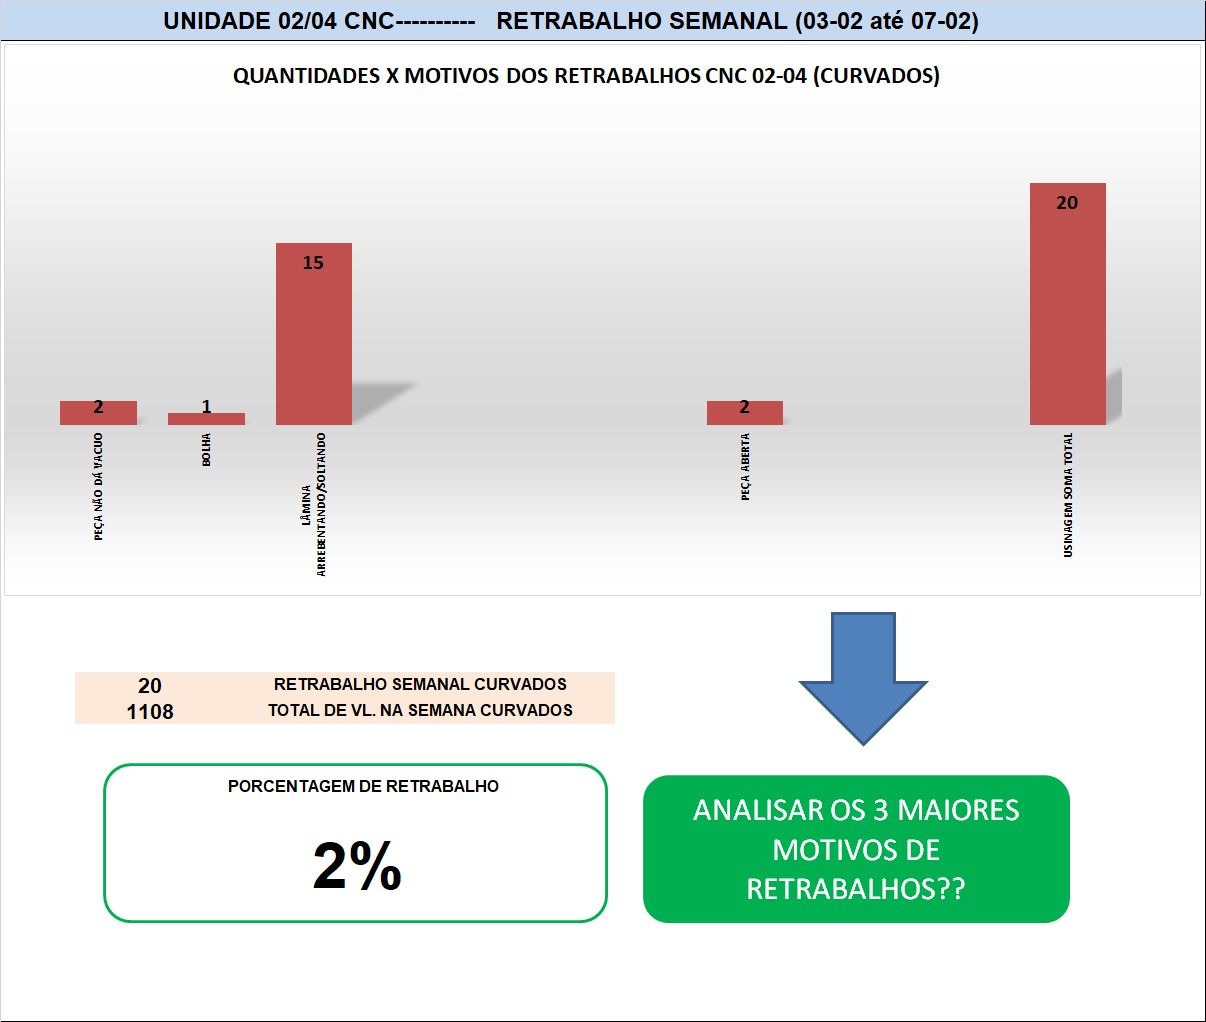 UNIDADE 02/04 CNC---------- RETRABALHO SEMANAL (03-02 até 07-02)
QUANTIDADES X MOTIVOS DOS RETRABALHOS CNC 02-04 (CURVADOS)
2
1
15
2
20
PEÇA NÃO DÁ VACUO
BOLHA
LÂMINA
ARREBENTANDO/SOLTANDO
PEÇA ABERTA
USINAGEM SOMA TOTAL
20 RETRABALHO SEMANAL CURVADOS
1108 TOTAL DE VL. NA SEMANA CURVADOS
PORCENTAGEM DE RETRABALHO
2%
ANALISAR OS 3 MAIORES
MOTIVOS DE
RETRABALHOS??